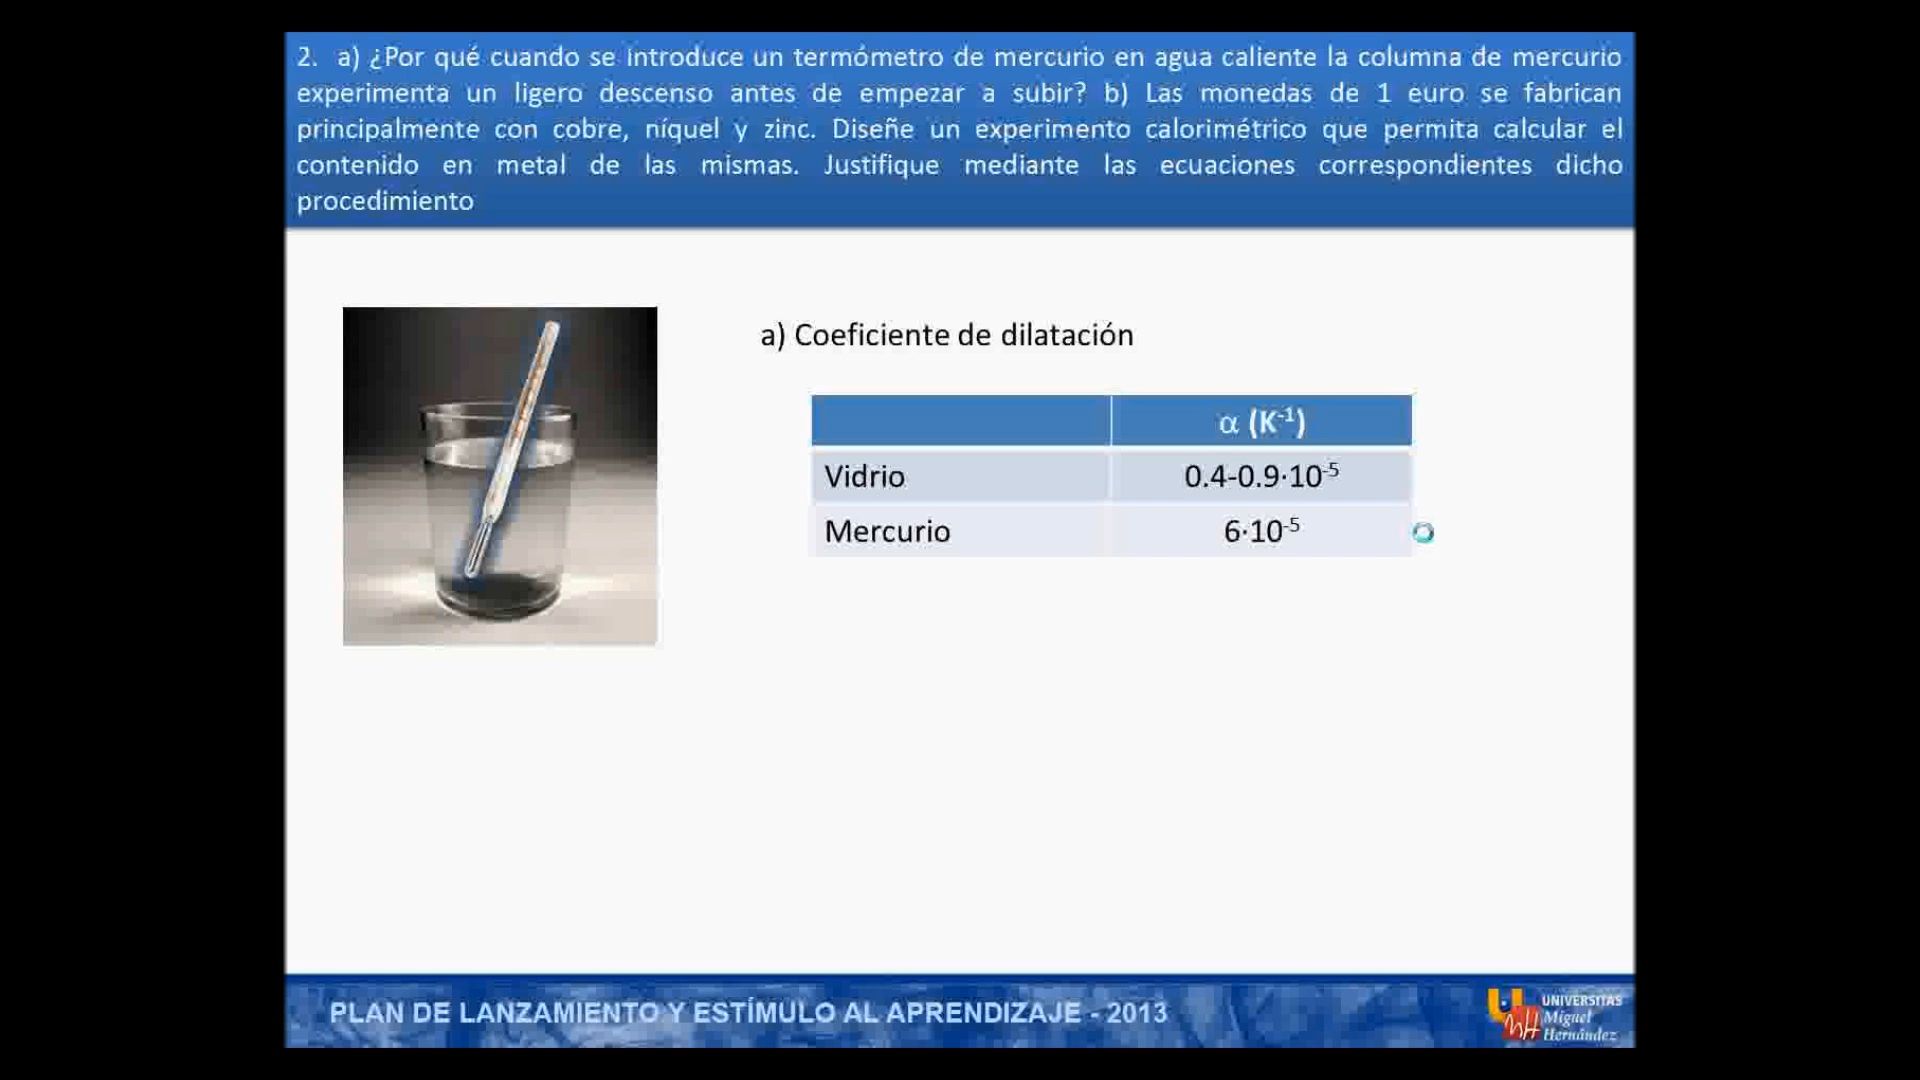 2. a) ¿Por qué cuando se introduce un termómetro de mercurio en agua caliente la columna de mercurio
experimenta un ligero descenso antes de empezar a subir? b) Las monedas de 1 euro se fabrican
principalmente con cobre, níquel y zinc. Diseñe un experimento calorimétrico que permita calcular el
contenido en metal de las mismas. Justifique mediante las ecuaciones correspondientes dicho
procedimiento
a) Coeficiente de dilatación
α (K⁻¹)
Vidrio 0.4-0.9·10⁻⁵
Mercurio 6·10⁻⁵
PLAN DE LANZAMIENTO Y ESTÍMULO AL APRENDIZAJE - 2013
UNIVERSITAS
Miguel
Hernández